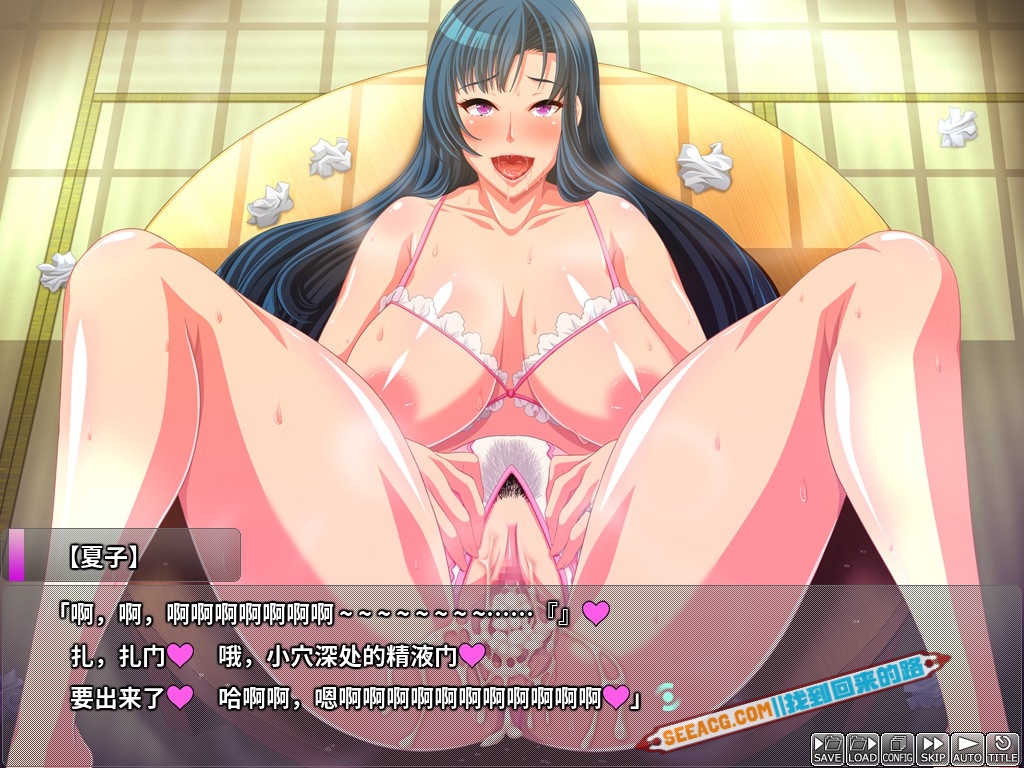 【夏子】
「啊，啊，啊啊啊啊啊啊啊～～～～～～～～……『』♥
扎，扎门♥　哦，小穴深处的精液门♥
要出来了♥　哈啊啊，嗯啊啊啊啊啊啊啊啊啊啊啊♥」
SEEACG.COM||找到回来的路
SAVE LOAD CONFIG SKIP AUTO TITLE